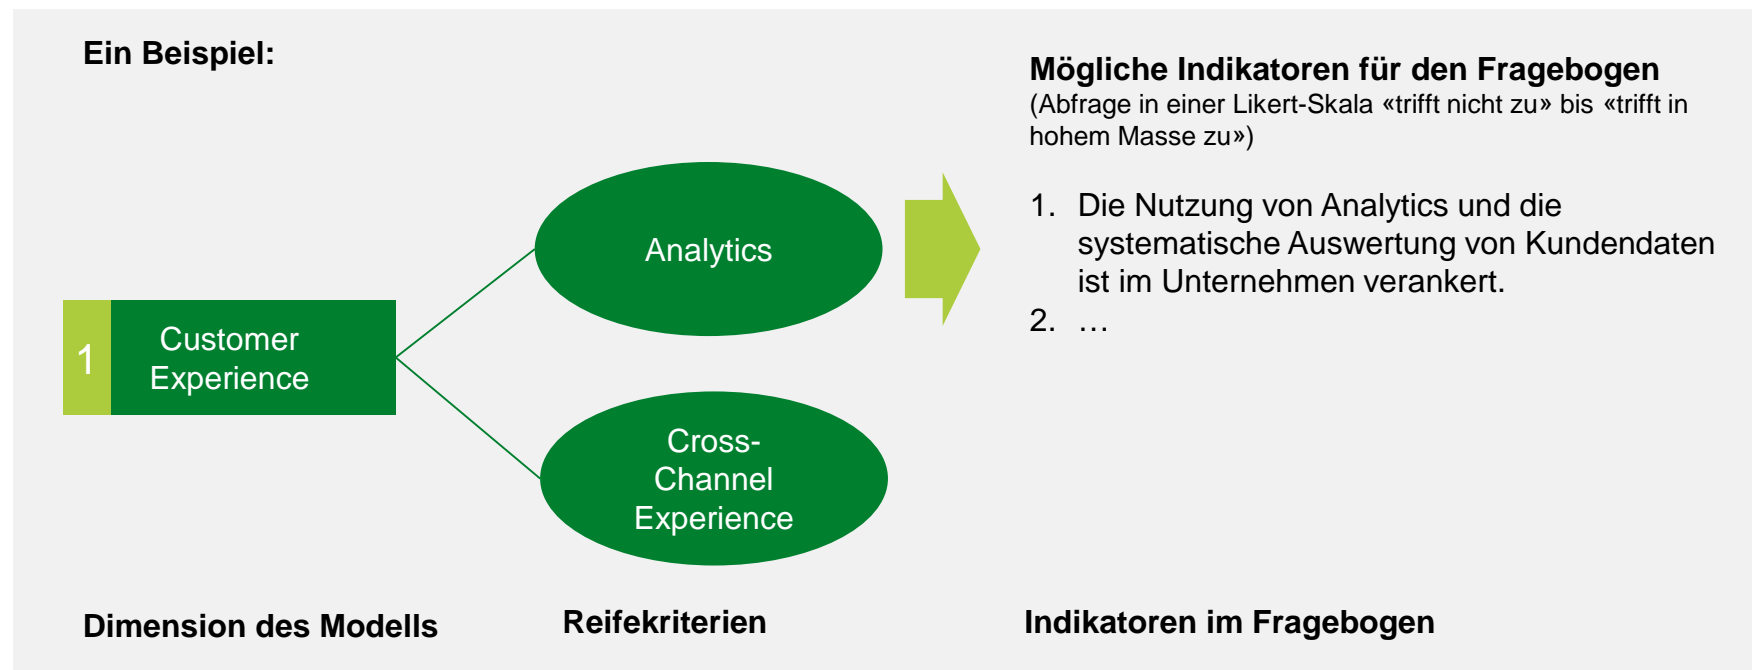 Ein Beispiel:
1
Customer
Experience
Analytics
Cross-
Channel
Experience
Mögliche Indikatoren für den Fragebogen
(Abfrage in einer Likert-Skala «trifft nicht zu» bis «trifft in
hohem Masse zu»)
1. Die Nutzung von Analytics und die
systematische Auswertung von Kundendaten
ist im Unternehmen verankert.
2. …
Dimension des Modells
Reifekriterien
Indikatoren im Fragebogen